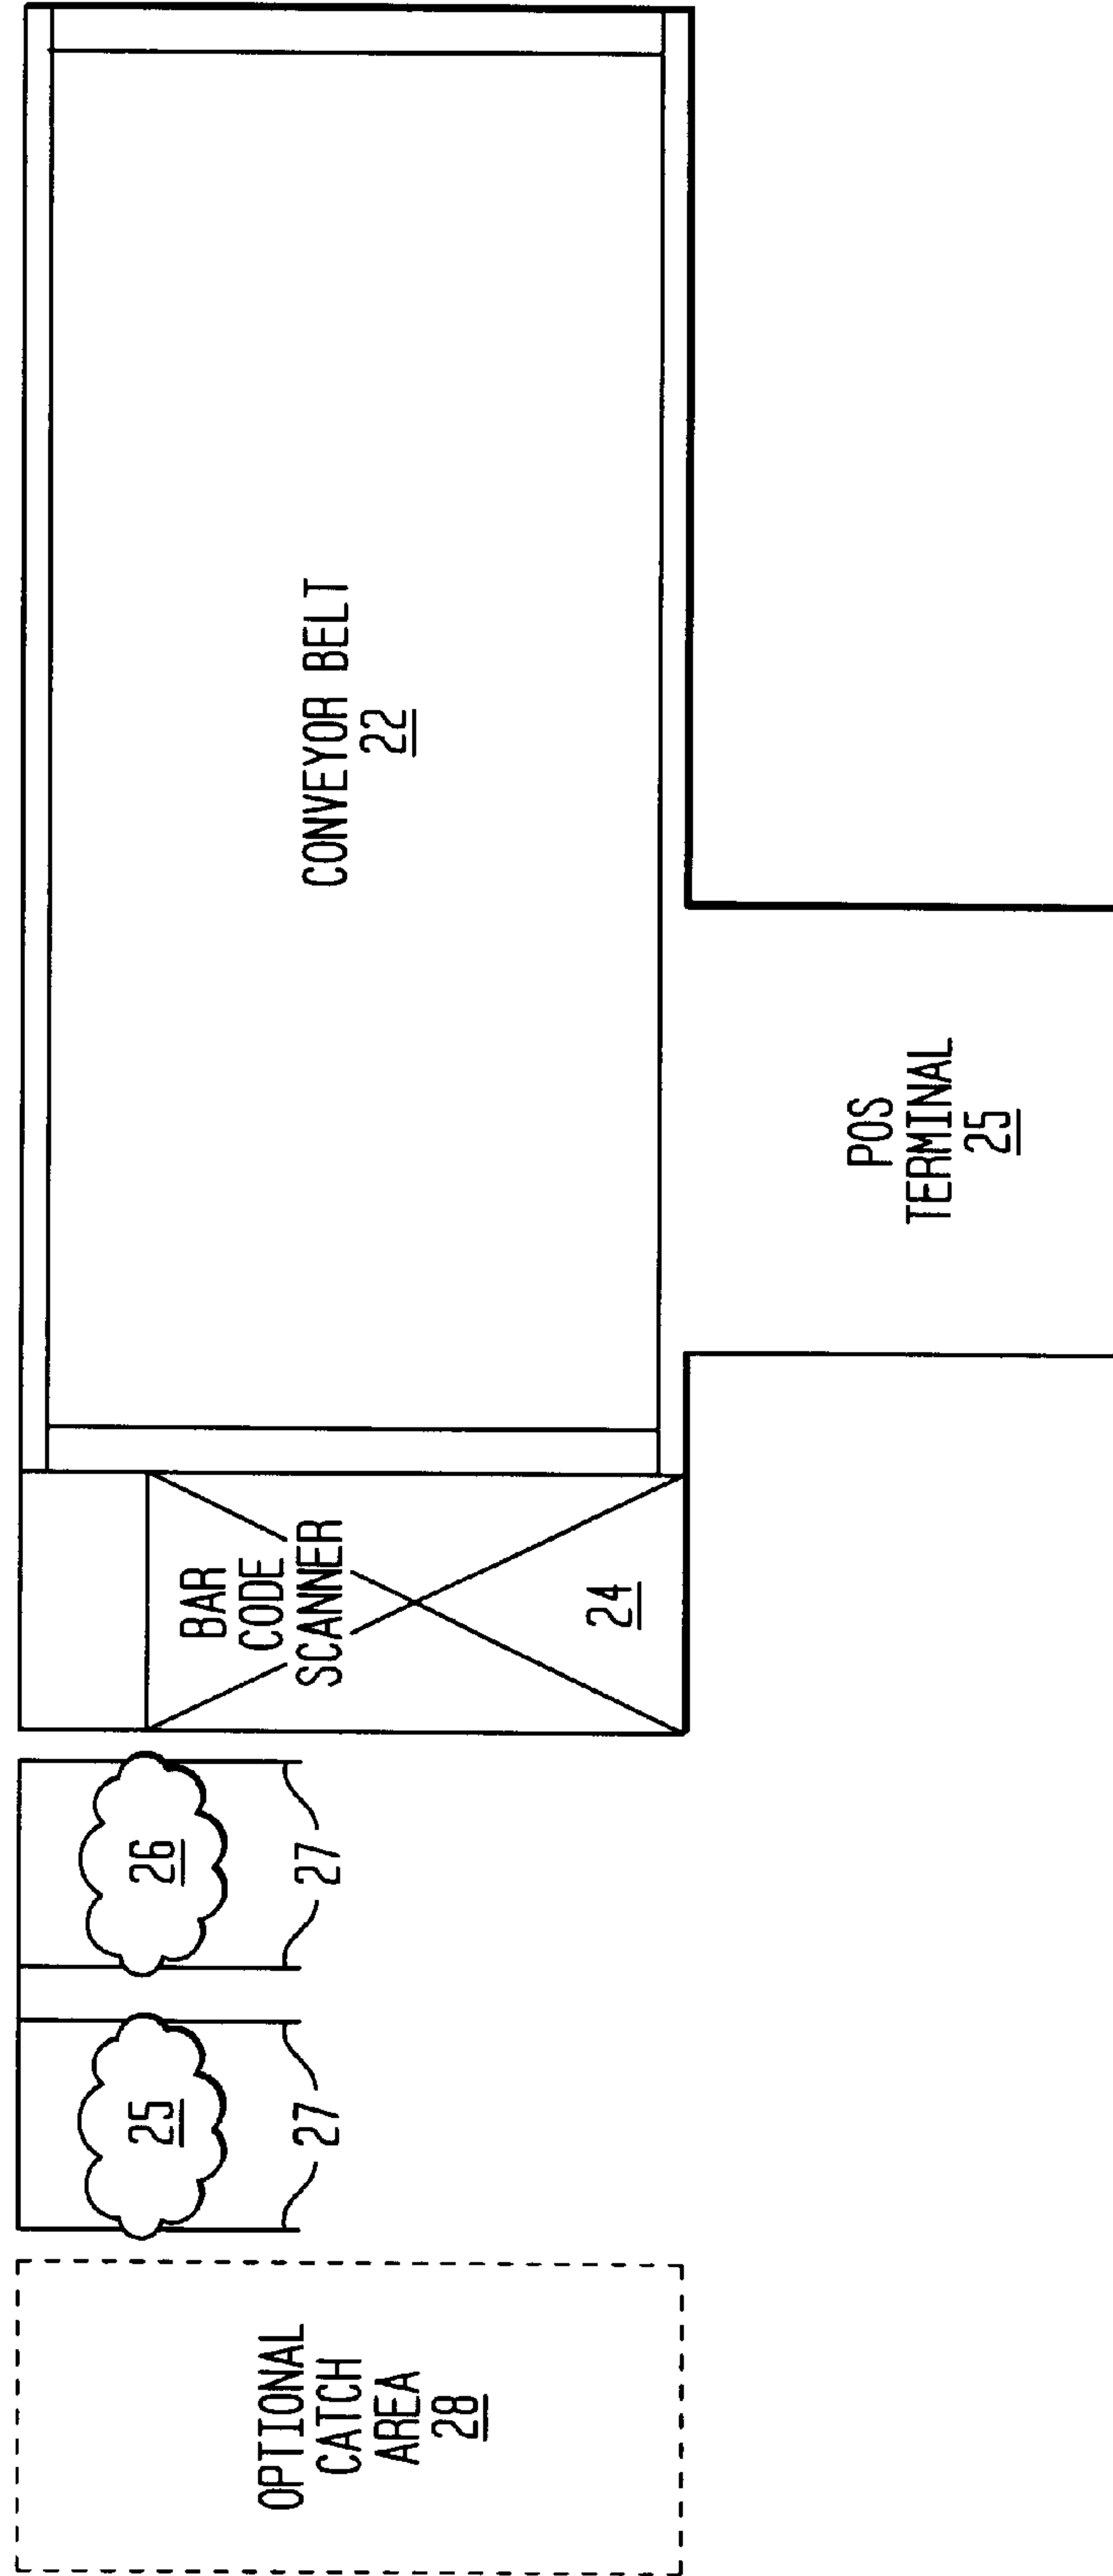 OPTIONAL
CATCH
AREA
28
25
27
26
27
BAR
CODE
SCANNER
24
CONVEYOR BELT
22
POS
TERMINAL
25